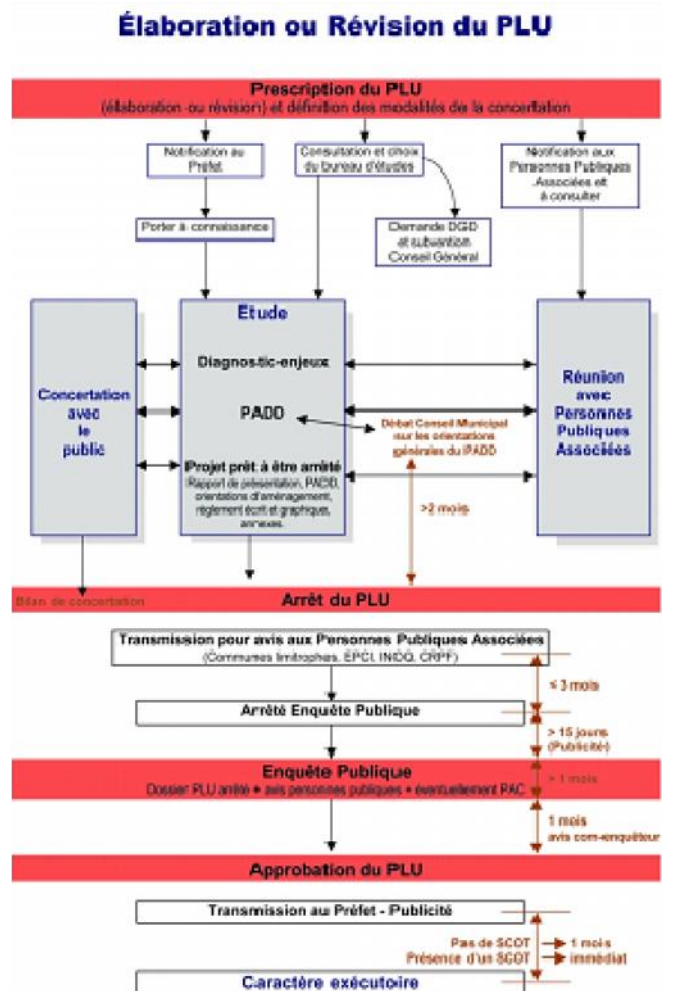 Élaboration ou Révision du PLU
Prescription du PLU
(élaboration ou révision) et définition des modalités de la concertation
Notification au
Préfet
Consultation et choix
du bureau d'études
Notification aux
Personnes Publiques
Associées et
à consulter
Porter à connaissance
Demande DGD
et subvention
Conseil Général
Etude
Diagnostic-enjeux
PADD
Projet prêt à être arrêté
(Rapport de présentation, PADD,
orientations d'aménagement,
règlement écrit et graphiques,
annexes.
Concertation
avec
le
public
Débat Conseil Municipal
sur les orientations
générales du PADD
>2 mois
Réunion
avec
Personnes
Publiques
Associées
Bilan de concertation
Arrêt du PLU
Transmission pour avis aux Personnes Publiques Associées
(Communes limitrophes, EPCI, INOQ, CRPF)
≤ 3 mois
Arrêté Enquête Publique
> 15 jours
(Publicité)
Enquête Publique
Dossier PLU arrêté + avis personnes publiques + éventuellement PAC
> 1 mois
1 mois
avis com-enquêteur
Approbation du PLU
Transmission au Préfet - Publicité
Pas de SCOT
1 mois
Présence d'un SCOT
immédiat
Caractère exécutoire